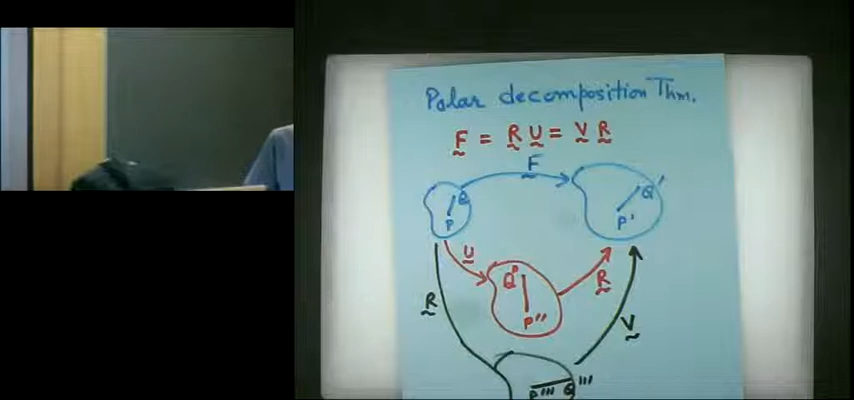 Polar decomposition Thm.
F = R U = V R
F
Q
P
Q'
P'
U
Q"
P"
R
R
V
P''' Q'''